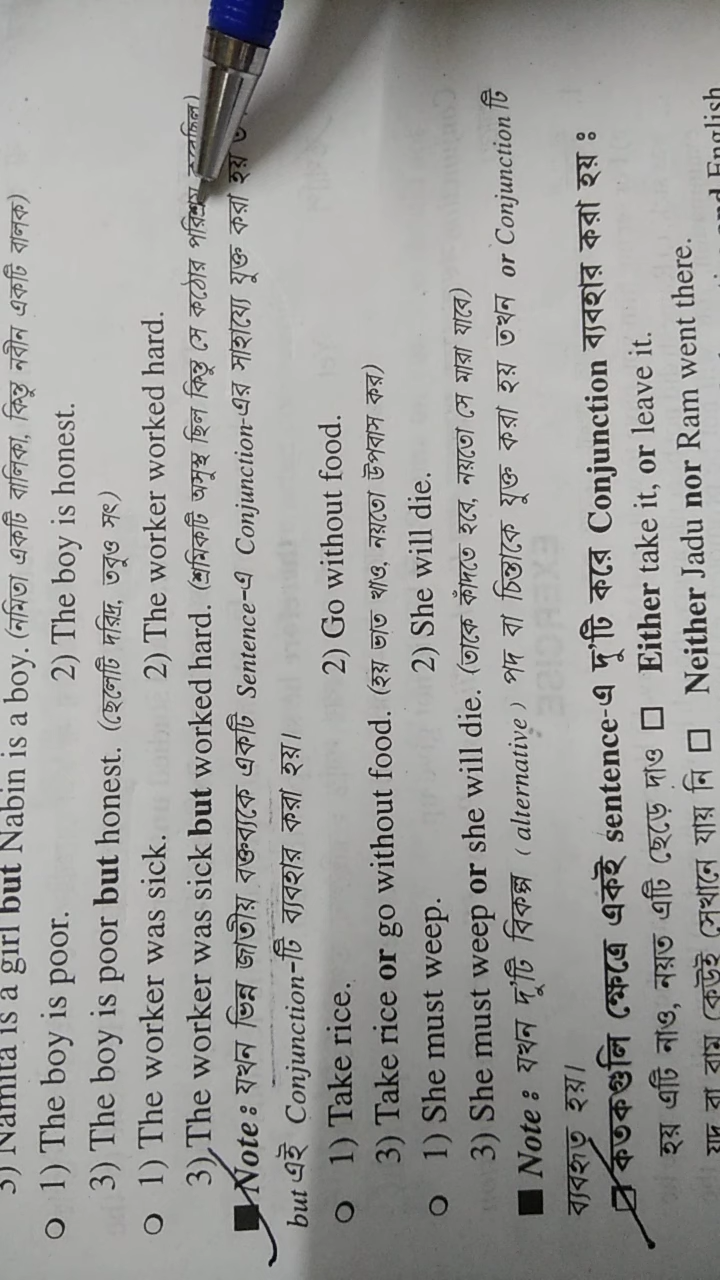 3) Namita is a girl but Nabin is a boy. (নমিতা একটি বালিকা, কিন্তু নবীন একটি বালক)
○ 1) The boy is poor. 2) The boy is honest.
3) The boy is poor but honest. (ছেলেটি দরিদ্র, তবুও সৎ)
○ 1) The worker was sick. 2) The worker worked hard.
3) The worker was sick but worked hard. (শ্রমিকটি অসুস্থ ছিল কিন্তু সে কঠোর পরিশ্রম করেছিল)
■ Note : যখন ভিন্ন জাতীয় বক্তব্যকে একটি Sentence-এ Conjunction-এর সাহায্যে যুক্ত করা হয়
but এই Conjunction-টি ব্যবহার করা হয়।
○ 1) Take rice. 2) Go without food.
3) Take rice or go without food. (হয় ভাত খাও, নয়তো উপবাস কর)
○ 1) She must weep. 2) She will die.
3) She must weep or she will die. (তাকে কাঁদতে হবে, নয়তো সে মারা যাবে)
■ Note : যখন দু'টি বিকল্প (alternative) পদ বা চিন্তাকে যুক্ত করা হয় তখন or Conjunction টি
ব্যবহৃত হয়।
□ কতকগুলি ক্ষেত্রে একই sentence-এ দু'টি করে Conjunction ব্যবহার করা হয় :
হয় এটি নাও, নয়ত এটি ছেড়ে দাও □ Either take it, or leave it.
যদু বা রাম কেউই সেখানে যায় নি □ Neither Jadu nor Ram went there.
and English